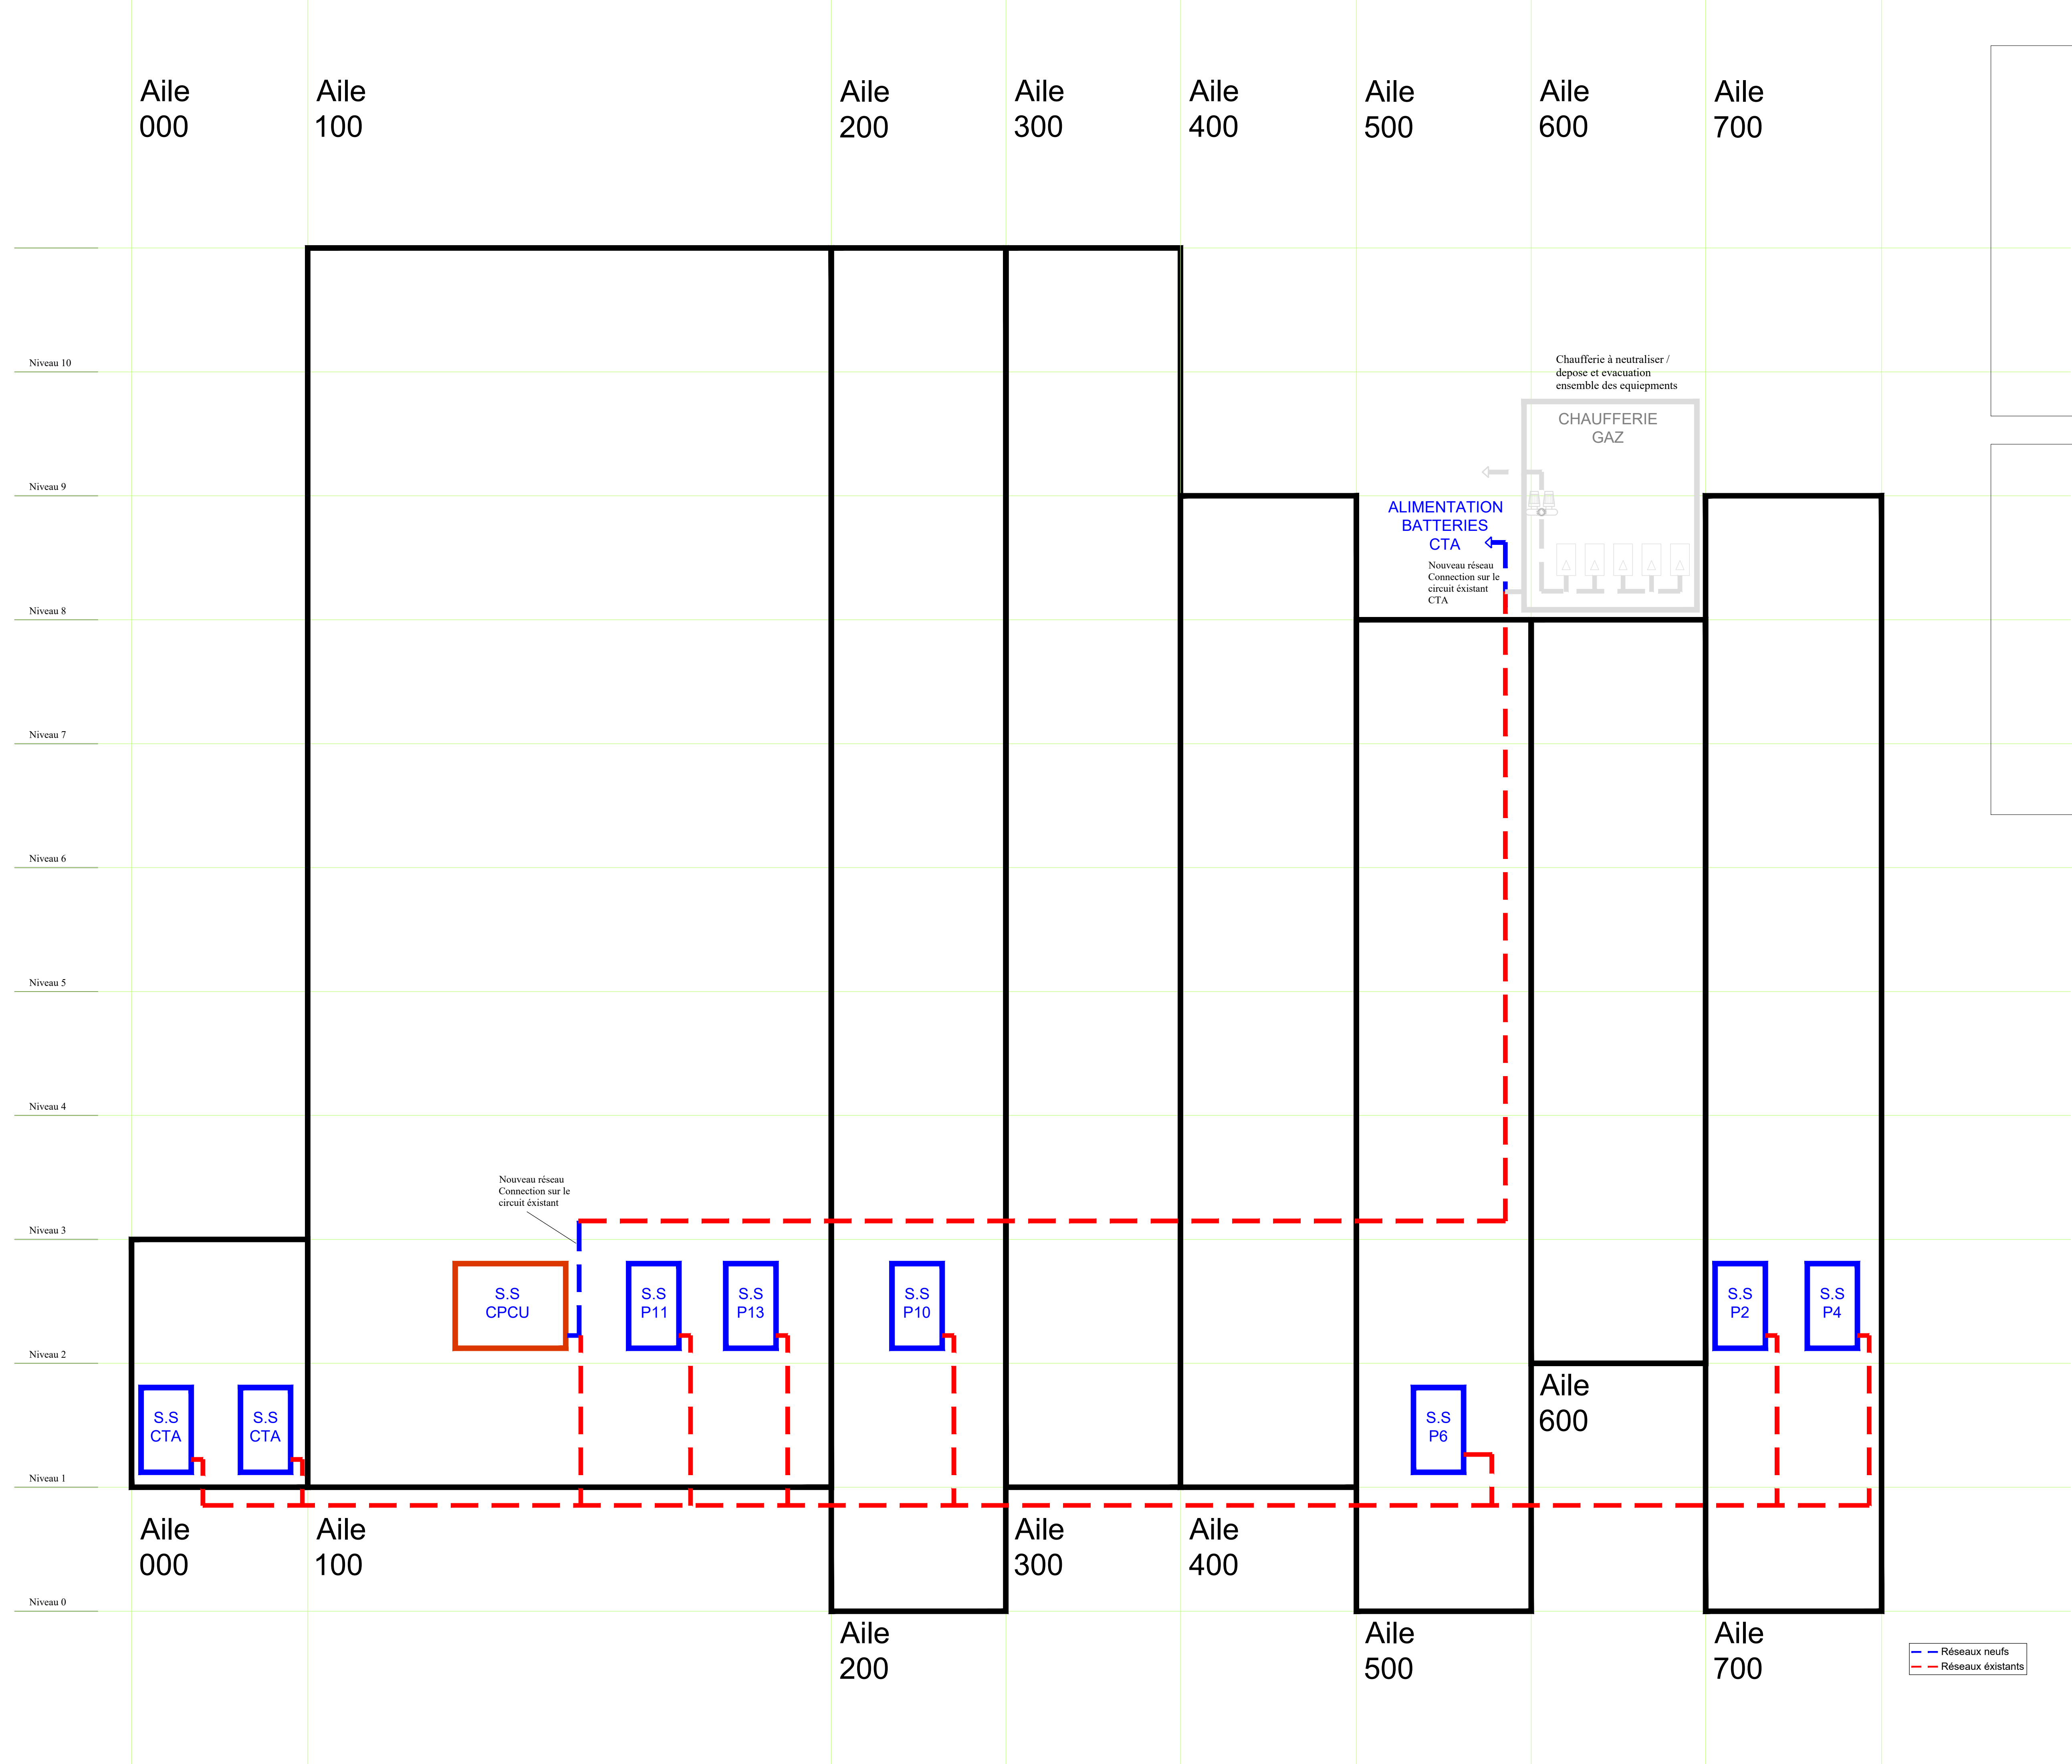 Aile
000
Aile
100
Aile
200
Aile
300
Aile
400
Aile
500
Aile
600
Aile
700
Niveau 10
Chaufferie à neutraliser /
depose et evacuation
ensemble des equiepments
CHAUFFERIE
GAZ
Niveau 9
ALIMENTATION
BATTERIES
CTA
Nouveau réseau
Connection sur le
circuit éxistant
CTA
Niveau 8
Niveau 7
Niveau 6
Niveau 5
Niveau 4
Nouveau réseau
Connection sur le
circuit éxistant
Niveau 3
S.S
CPCU
S.S
P11
S.S
P13
S.S
P10
S.S
P2
S.S
P4
Niveau 2
Aile
600
S.S
CTA
S.S
CTA
S.S
P6
Niveau 1
Aile
000
Aile
100
Aile
300
Aile
400
Niveau 0
Aile
200
Aile
500
Aile
700
Réseaux neufs
Réseaux éxistants